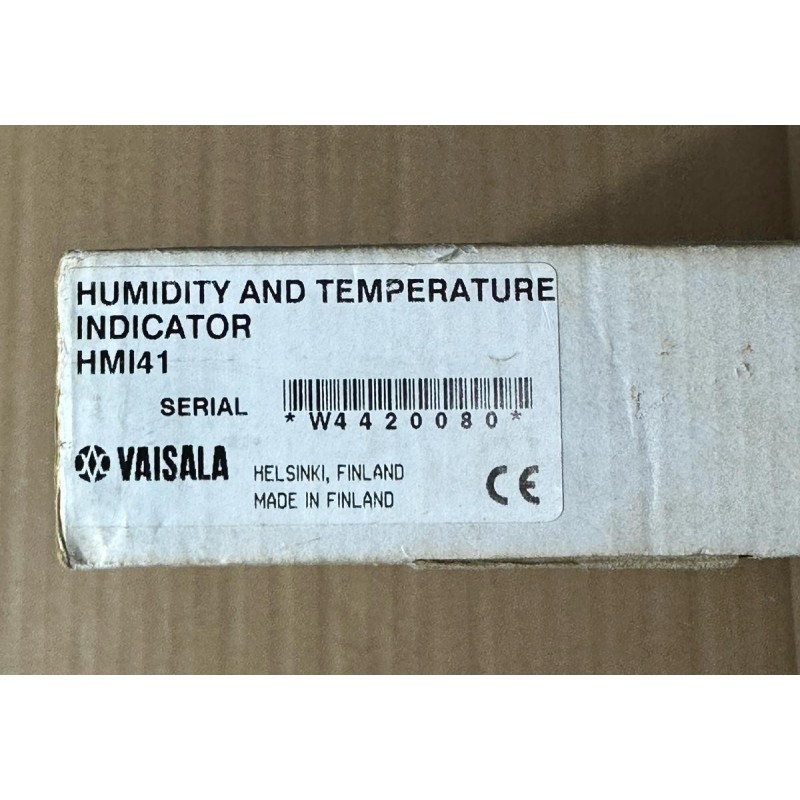 HUMIDITY AND TEMPERATURE
INDICATOR
HMI41
SERIAL
*W4420080*
VAISALA
HELSINKI, FINLAND
MADE IN FINLAND
CE